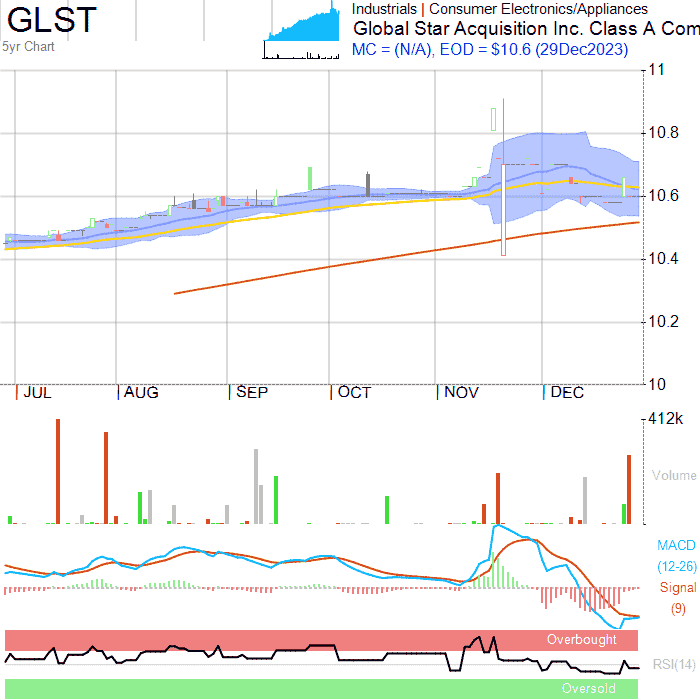 GLST
5yr Chart
Industrials | Consumer Electronics/Appliances
Global Star Acquisition Inc. Class A Com
MC = (N/A), EOD = $10.6 (29Dec2023)
11
10.8
10.6
10.4
10.2
10
JUL AUG SEP OCT NOV DEC
412k
Volume
MACD
(12-26)
Signal
(9)
Overbought
RSI(14)
Oversold